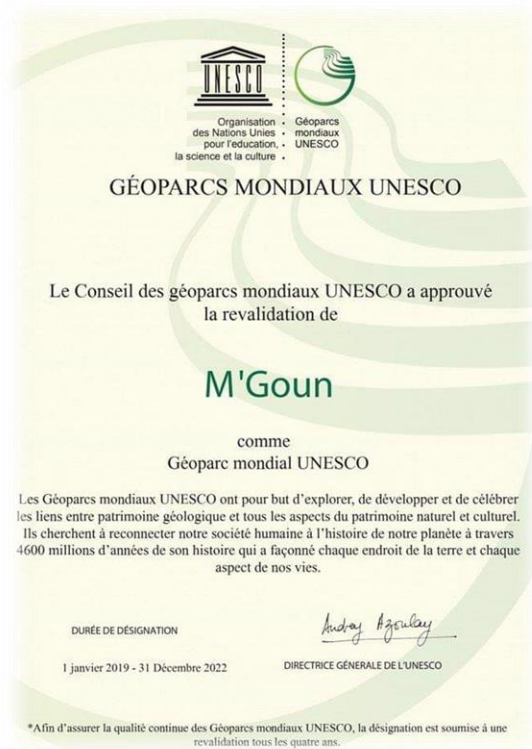 UNESCO
Organisation
des Nations Unies
pour l'education,
la science et la culture
Géoparcs
mondiaux
UNESCO
GÉOPARCS MONDIAUX UNESCO
Le Conseil des géoparcs mondiaux UNESCO a approuvé
la revalidation de
M'Goun
comme
Géoparc mondial UNESCO
Les Géoparcs mondiaux UNESCO ont pour but d'explorer, de développer et de célébrer
les liens entre patrimoine géologique et tous les aspects du patrimoine naturel et culturel.
Ils cherchent à reconnecter notre société humaine à l'histoire de notre planète à travers
4600 millions d'années de son histoire qui a façonné chaque endroit de la terre et chaque
aspect de nos vies.
DURÉE DE DÉSIGNATION
1 janvier 2019 - 31 Décembre 2022
Audrey Azoulay
DIRECTRICE GÉNERALE DE L'UNESCO
*Afin d'assurer la qualité continue des Géoparcs mondiaux UNESCO, la désignation est soumise à une
revalidation tous les quatre ans.